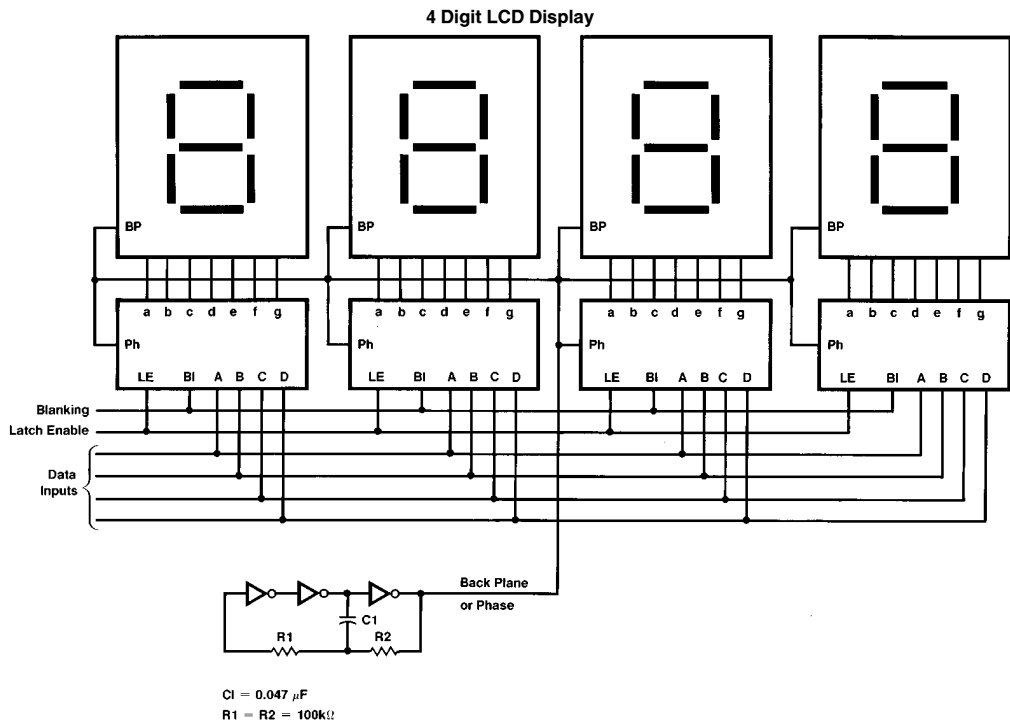 4 Digit LCD Display
BP BP BP BP
a b c d e f g a b c d e f g a b c d e f g a b c d e f g
Ph Ph Ph Ph
LE BI A B C D LE BI A B C D LE BI A B C D LE BI A B C D
Blanking
Latch Enable
Data
Inputs
Back Plane
or Phase
C1
R1 R2
CI = 0.047 μF
R1 = R2 = 100kΩ